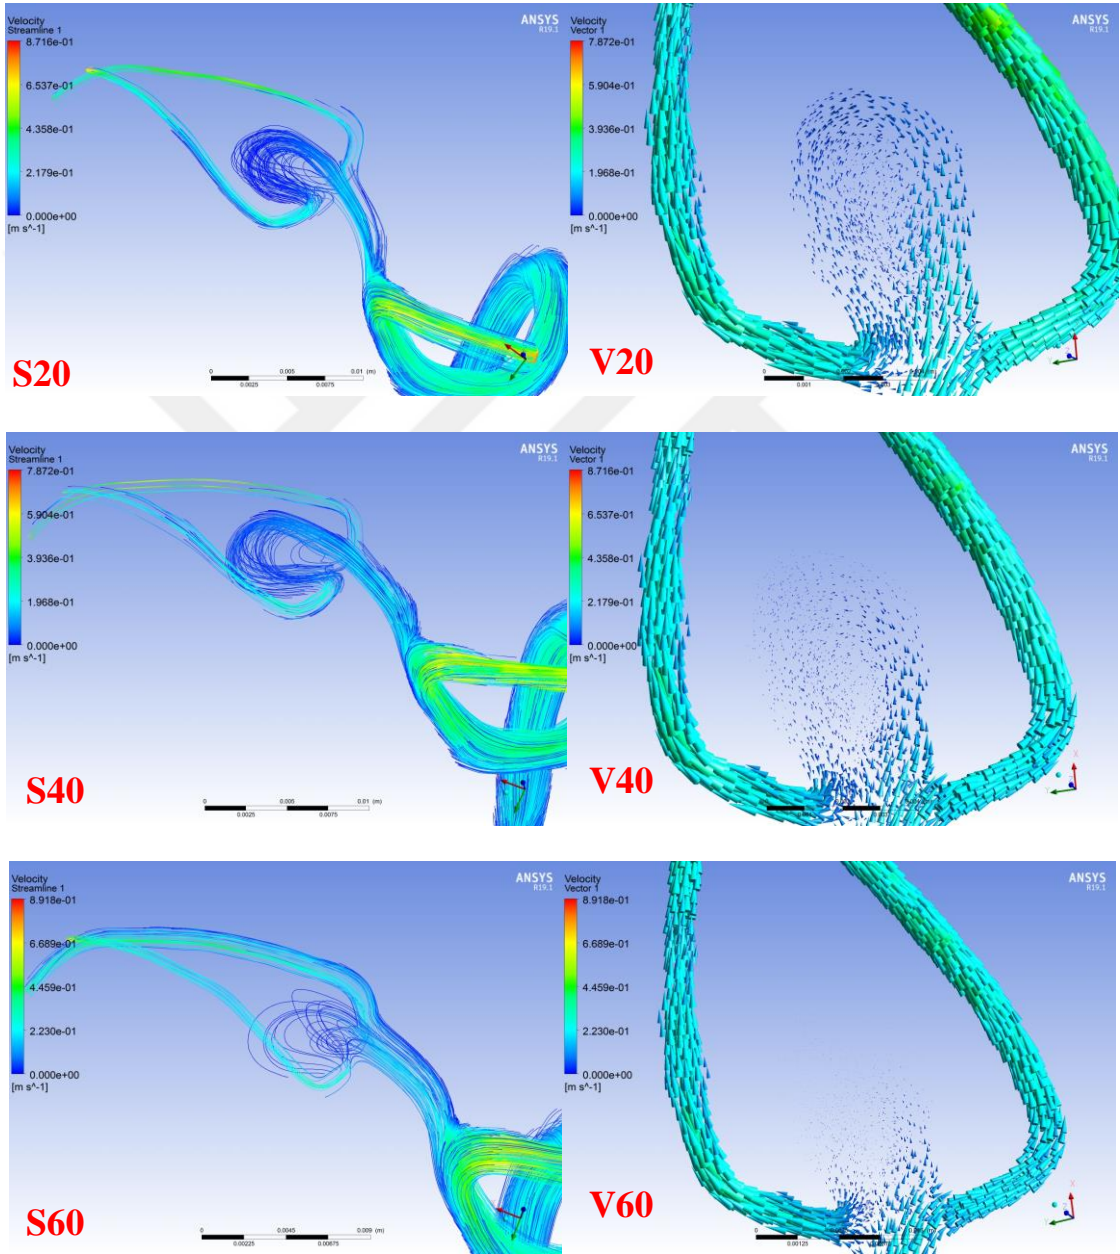 Velocity
Streamline 1
8.716e-01
6.537e-01
4.358e-01
2.179e-01
0.000e+00
[m s^-1]
ANSYS
R19.1
S20
0
0.005
0.01
(m)
0.0025
0.0075
Velocity
Vector 1
7.872e-01
5.904e-01
3.936e-01
1.968e-01
0.000e+00
[m s^-1]
ANSYS
R19.1
V20
0
0.002
0.004 (m)
0.001
0.003
Velocity
Streamline 1
7.872e-01
5.904e-01
3.936e-01
1.968e-01
0.000e+00
[m s^-1]
ANSYS
R19.1
S40
0
0.005
0.01
(m)
0.0025
0.0075
Velocity
Vector 1
8.716e-01
6.537e-01
4.358e-01
2.179e-01
0.000e+00
[m s^-1]
ANSYS
R19.1
X
Y
V40
Velocity
Streamline 1
8.918e-01
6.689e-01
4.459e-01
2.230e-01
0.000e+00
[m s^-1]
ANSYS
R19.1
S60
0
0.0045
0.009
(m)
0.00225
0.00675
Velocity
Vector 1
8.918e-01
6.689e-01
4.459e-01
2.230e-01
0.000e+00
[m s^-1]
ANSYS
R19.1
X
V60
0
0.00125